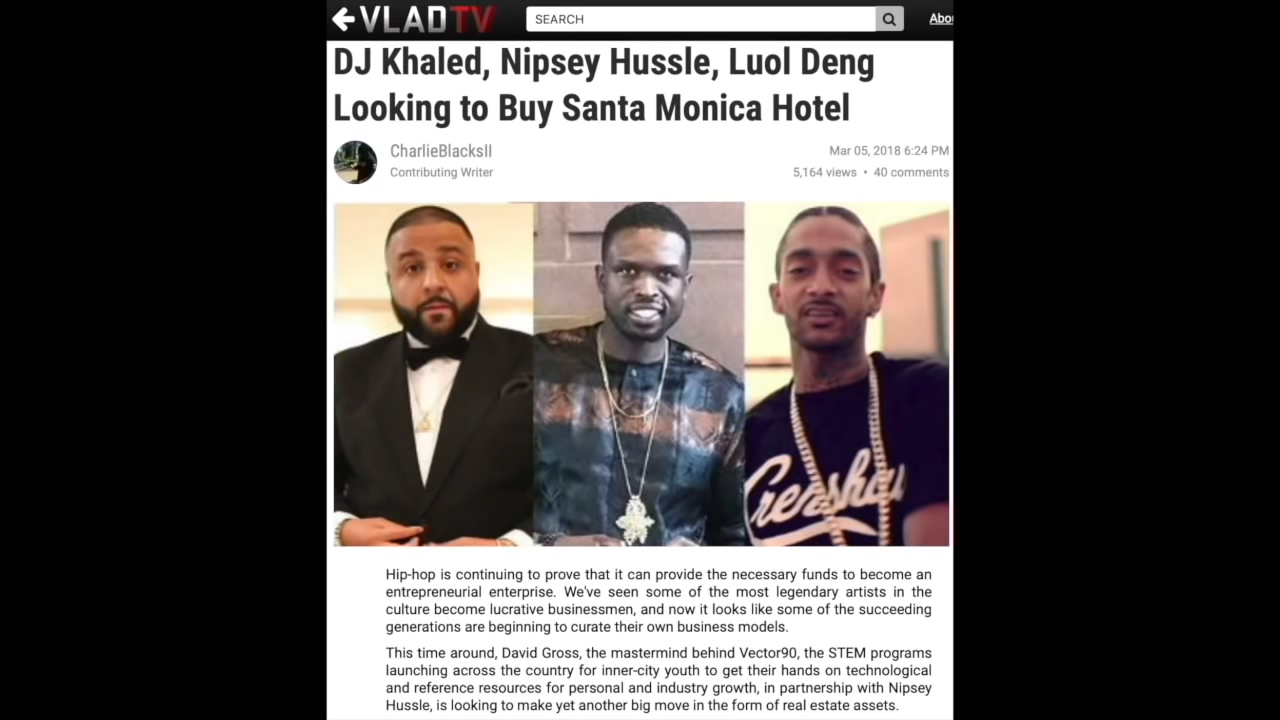 VLADTV
SEARCH
Abo
DJ Khaled, Nipsey Hussle, Luol Deng
Looking to Buy Santa Monica Hotel
CharlieBlacksII
Mar 05, 2018 6:24 PM
Contributing Writer
5,164 views • 40 comments
Crenshaw
Hip-hop is continuing to prove that it can provide the necessary funds to become an
entrepreneurial enterprise. We've seen some of the most legendary artists in the
culture become lucrative businessmen, and now it looks like some of the succeeding
generations are beginning to curate their own business models.
This time around, David Gross, the mastermind behind Vector90, the STEM programs
launching across the country for inner-city youth to get their hands on technological
and reference resources for personal and industry growth, in partnership with Nipsey
Hussle, is looking to make yet another big move in the form of real estate assets.